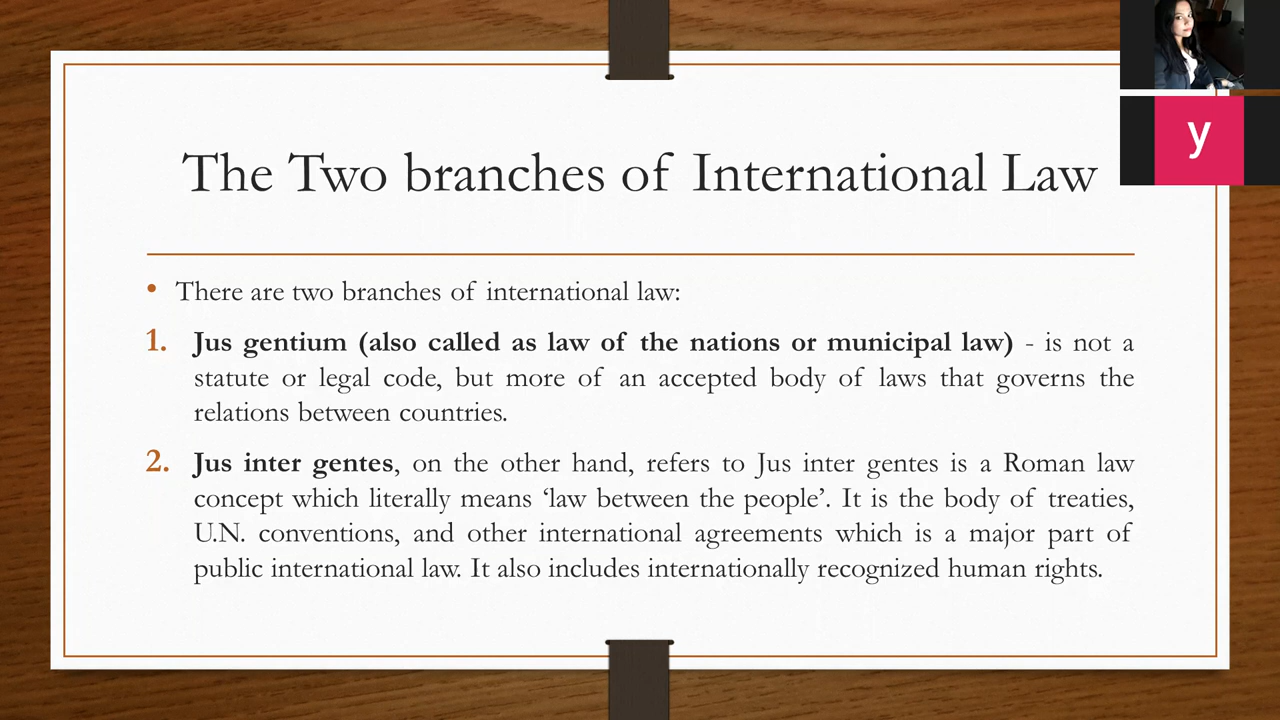 The Two branches of International Law
y
• There are two branches of international law:
1. Jus gentium (also called as law of the nations or municipal law) - is not a
statute or legal code, but more of an accepted body of laws that governs the
relations between countries.
2. Jus inter gentes, on the other hand, refers to Jus inter gentes is a Roman law
concept which literally means ‘law between the people’. It is the body of treaties,
U.N. conventions, and other international agreements which is a major part of
public international law. It also includes internationally recognized human rights.